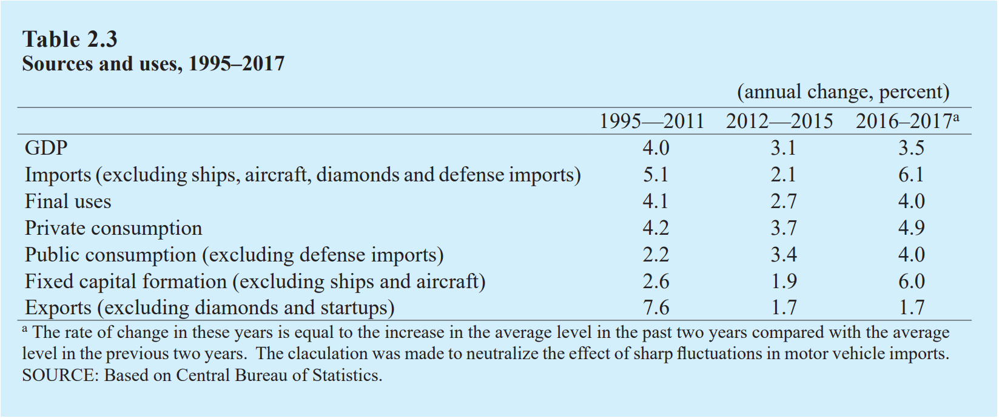 Table 2.3
Sources and uses, 1995–2017
(annual change, percent)
1995—2011 2012—2015 2016–2017ª
GDP 4.0 3.1 3.5
Imports (excluding ships, aircraft, diamonds and defense imports) 5.1 2.1 6.1
Final uses 4.1 2.7 4.0
Private consumption 4.2 3.7 4.9
Public consumption (excluding defense imports) 2.2 3.4 4.0
Fixed capital formation (excluding ships and aircraft) 2.6 1.9 6.0
Exports (excluding diamonds and startups) 7.6 1.7 1.7
ª The rate of change in these years is equal to the increase in the average level in the past two years compared with the average
level in the previous two years. The claculation was made to neutralize the effect of sharp fluctuations in motor vehicle imports.
SOURCE: Based on Central Bureau of Statistics.